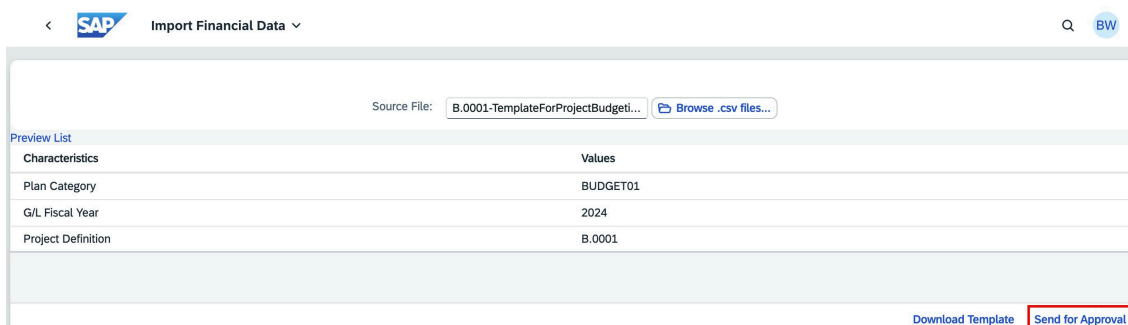 SAP Import Financial Data BW
Source File: B.0001-TemplateForProjectBudgeti... Browse .csv files...
Preview List
Characteristics Values
Plan Category BUDGET01
G/L Fiscal Year 2024
Project Definition B.0001
Download Template Send for Approval